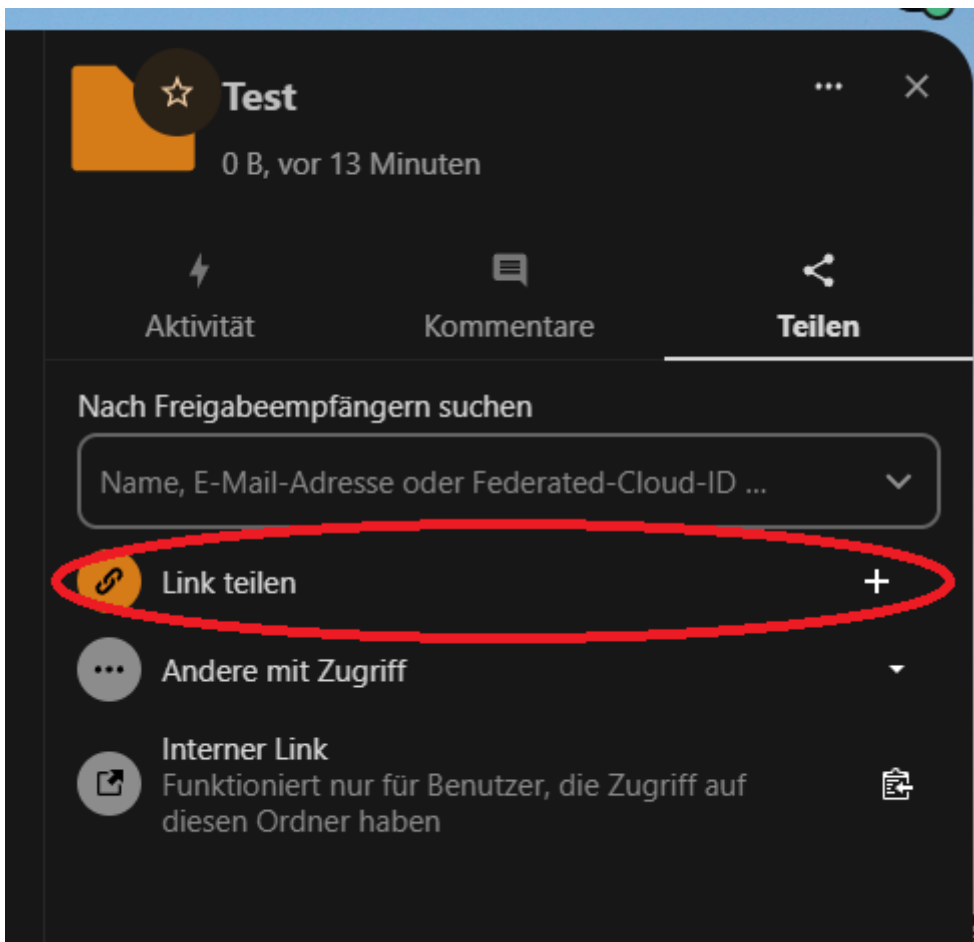 Test
0 B, vor 13 Minuten
Aktivität
Kommentare
Teilen
Nach Freigabeempfängern suchen
Name, E-Mail-Adresse oder Federated-Cloud-ID ...
Link teilen
Andere mit Zugriff
Interner Link
Funktioniert nur für Benutzer, die Zugriff auf
diesen Ordner haben